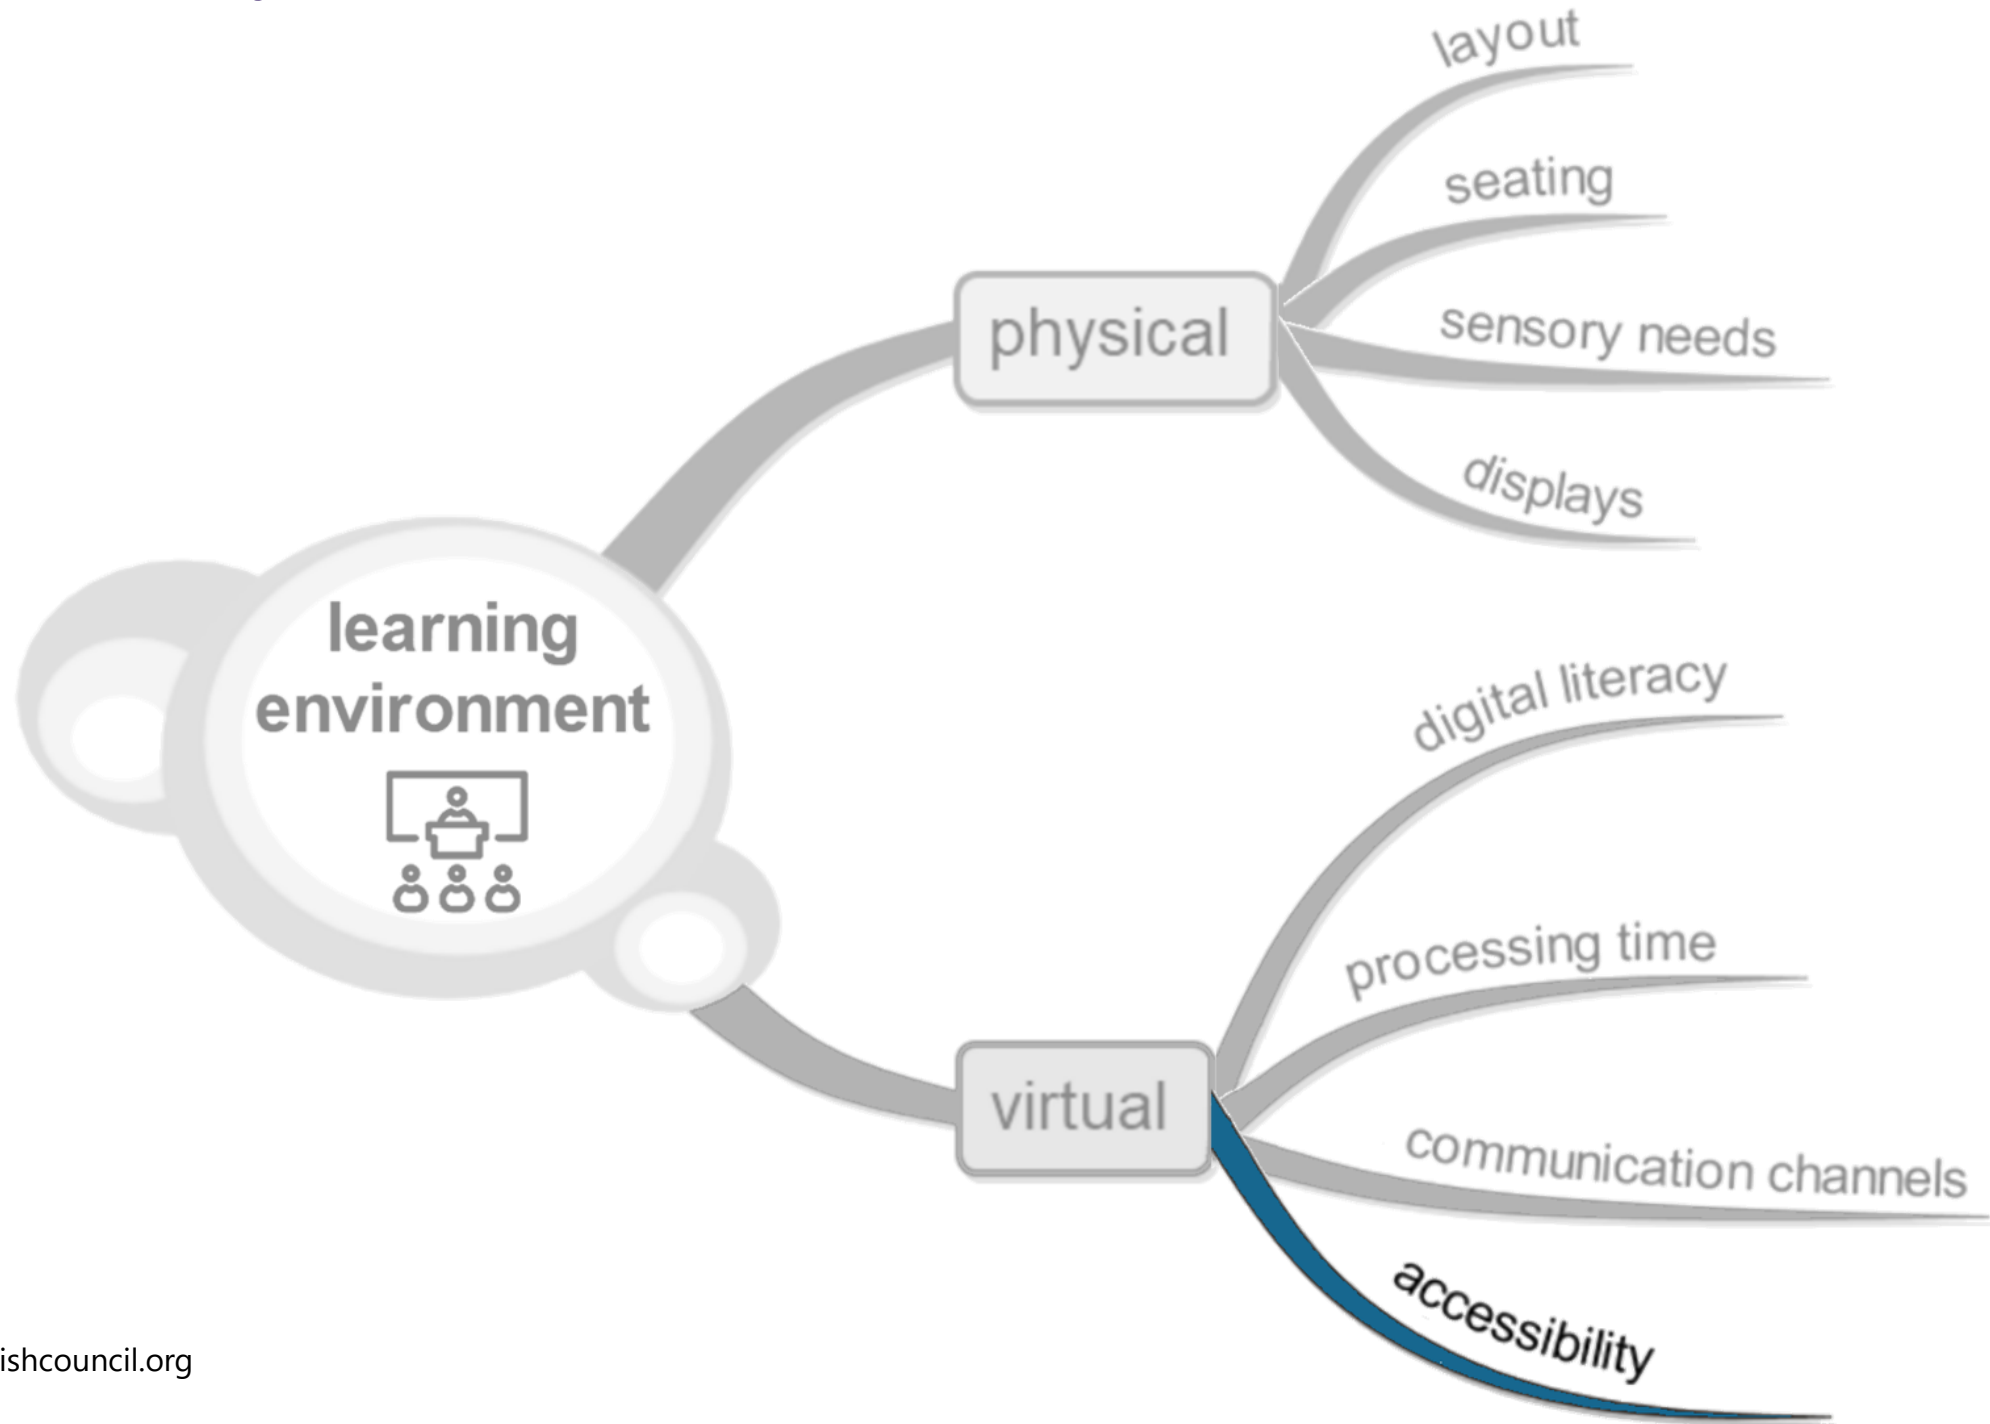 layout
seating
physical
sensory needs
displays
learning
environment
digital literacy
processing time
virtual
communication channels
accessibility
ishcouncil.org